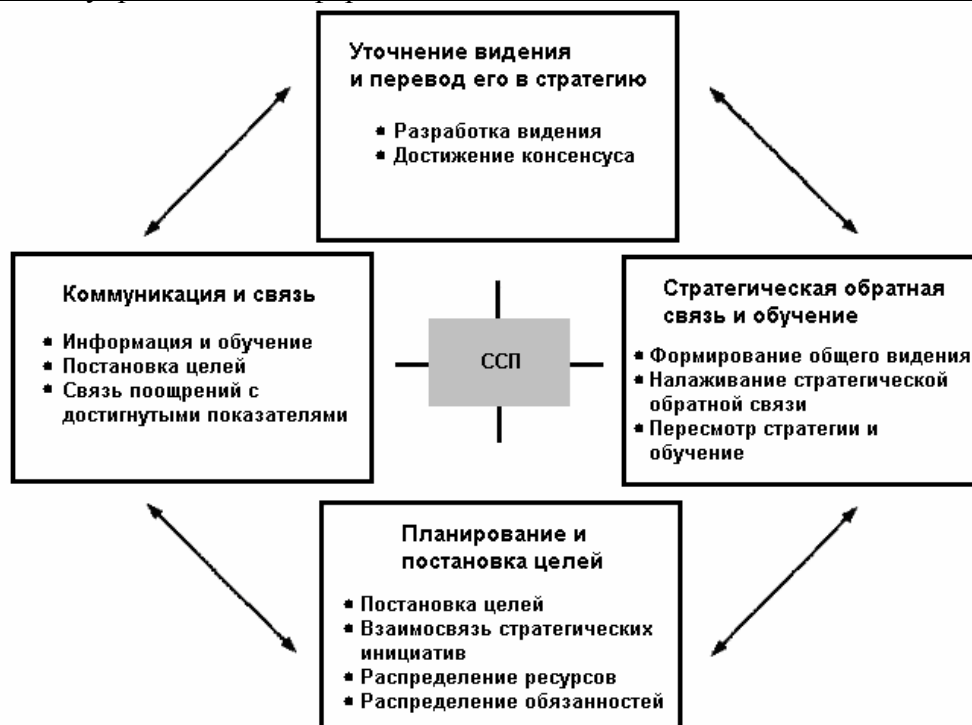 Уточнение видения
и перевод его в стратегию
• Разработка видения
• Достижение консенсуса
Коммуникация и связь
• Информация и обучение
• Постановка целей
• Связь поощрений с
достигнутыми показателями
ССП
Стратегическая обратная
связь и обучение
• Формирование общего видения
• Налаживание стратегической
обратной связи
• Пересмотр стратегии и
обучение
Планирование и
постановка целей
• Постановка целей
• Взаимосвязь стратегических
инициатив
• Распределение ресурсов
• Распределение обязанностей